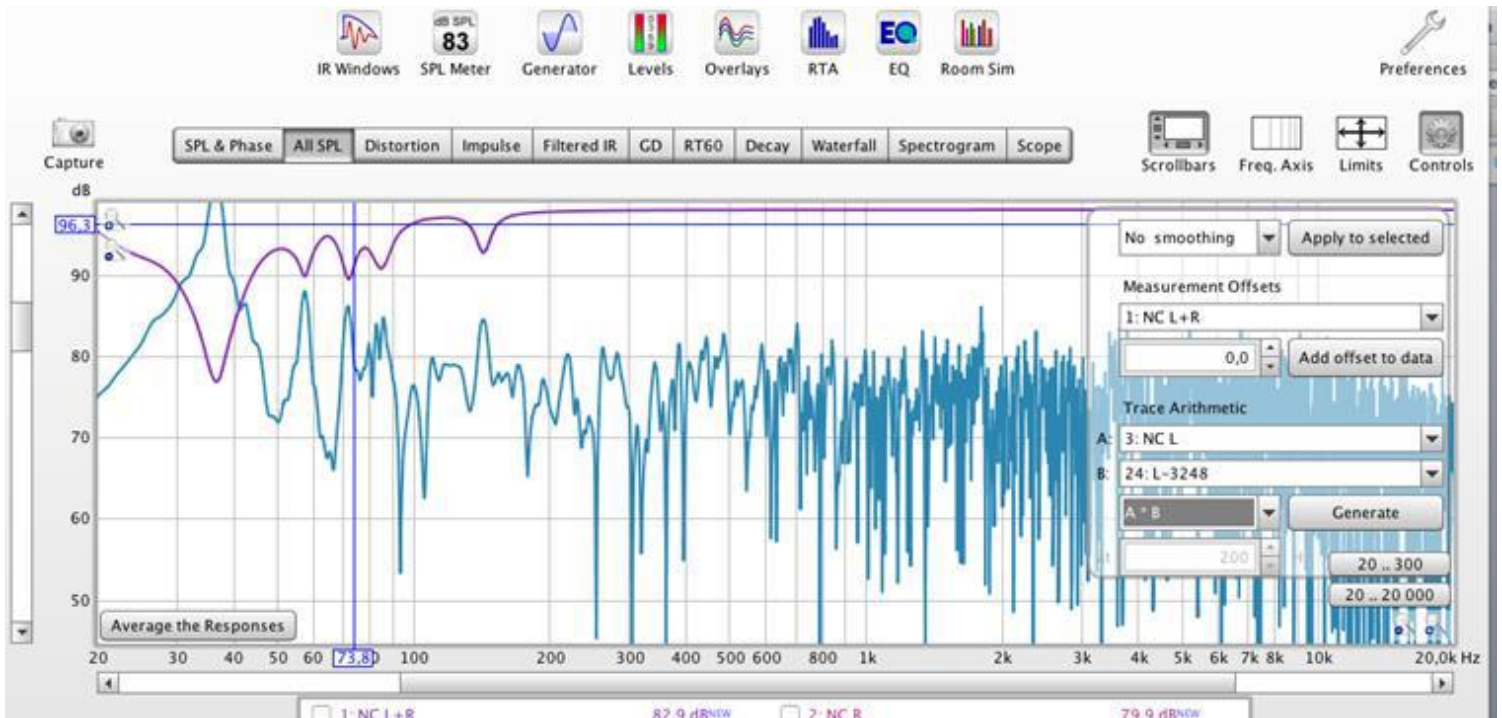 dB SPL
83
IR Windows SPL Meter Generator Levels Overlays RTA EQ Room Sim
Preferences
Capture
SPL & Phase All SPL Distortion Impulse Filtered IR GD RT60 Decay Waterfall Spectrogram Scope
Scrollbars Freq. Axis Limits Controls
dB
96,3
90
80
70
60
50
No smoothing Apply to selected
Measurement Offsets
1: NC L+R
0,0 Add offset to data
Trace Arithmetic
A: 3: NC L
B: 24: L-3248
A * B Generate
200
20 .. 300
20 .. 20 000
Average the Responses
20 30 40 50 60 73,8 100 200 300 400 500 600 800 1k 2k 3k 4k 5k 6k 7k 8k 10k 20,0k Hz
1: NC L+R 82.9 dB NEW 2: NC R 79.9 dB NEW